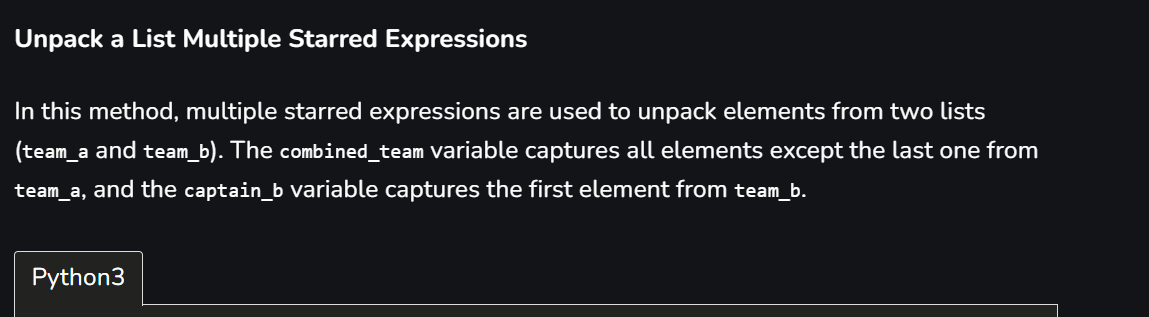 Unpack a List Multiple Starred Expressions
In this method, multiple starred expressions are used to unpack elements from two lists
(team_a and team_b). The combined_team variable captures all elements except the last one from
team_a, and the captain_b variable captures the first element from team_b.
Python3